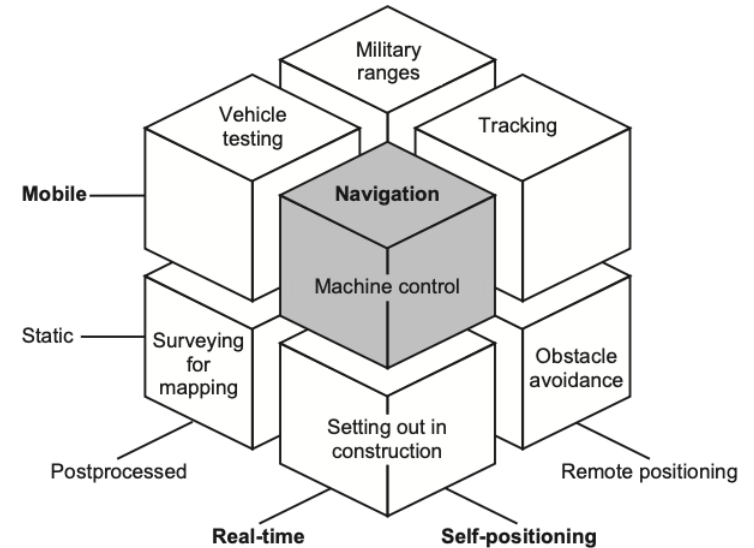 Military
ranges
Vehicle
testing
Tracking
Mobile
Navigation
Machine control
Static
Surveying
for
mapping
Obstacle
avoidance
Setting out in
construction
Postprocessed
Remote positioning
Real-time
Self-positioning